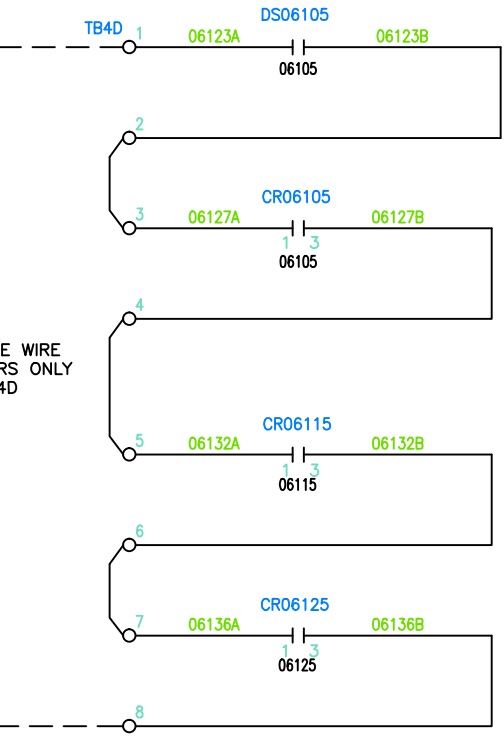 DS06105
TB4D 1 06123A 06123B
06105
2
CR06105
3 06127A 06127B
1 3
06105
4
E WIRE
RS ONLY
4D
CR06115
5 06132A 06132B
1 3
06115
6
CR06125
7 06136A 06136B
1 3
06125
8